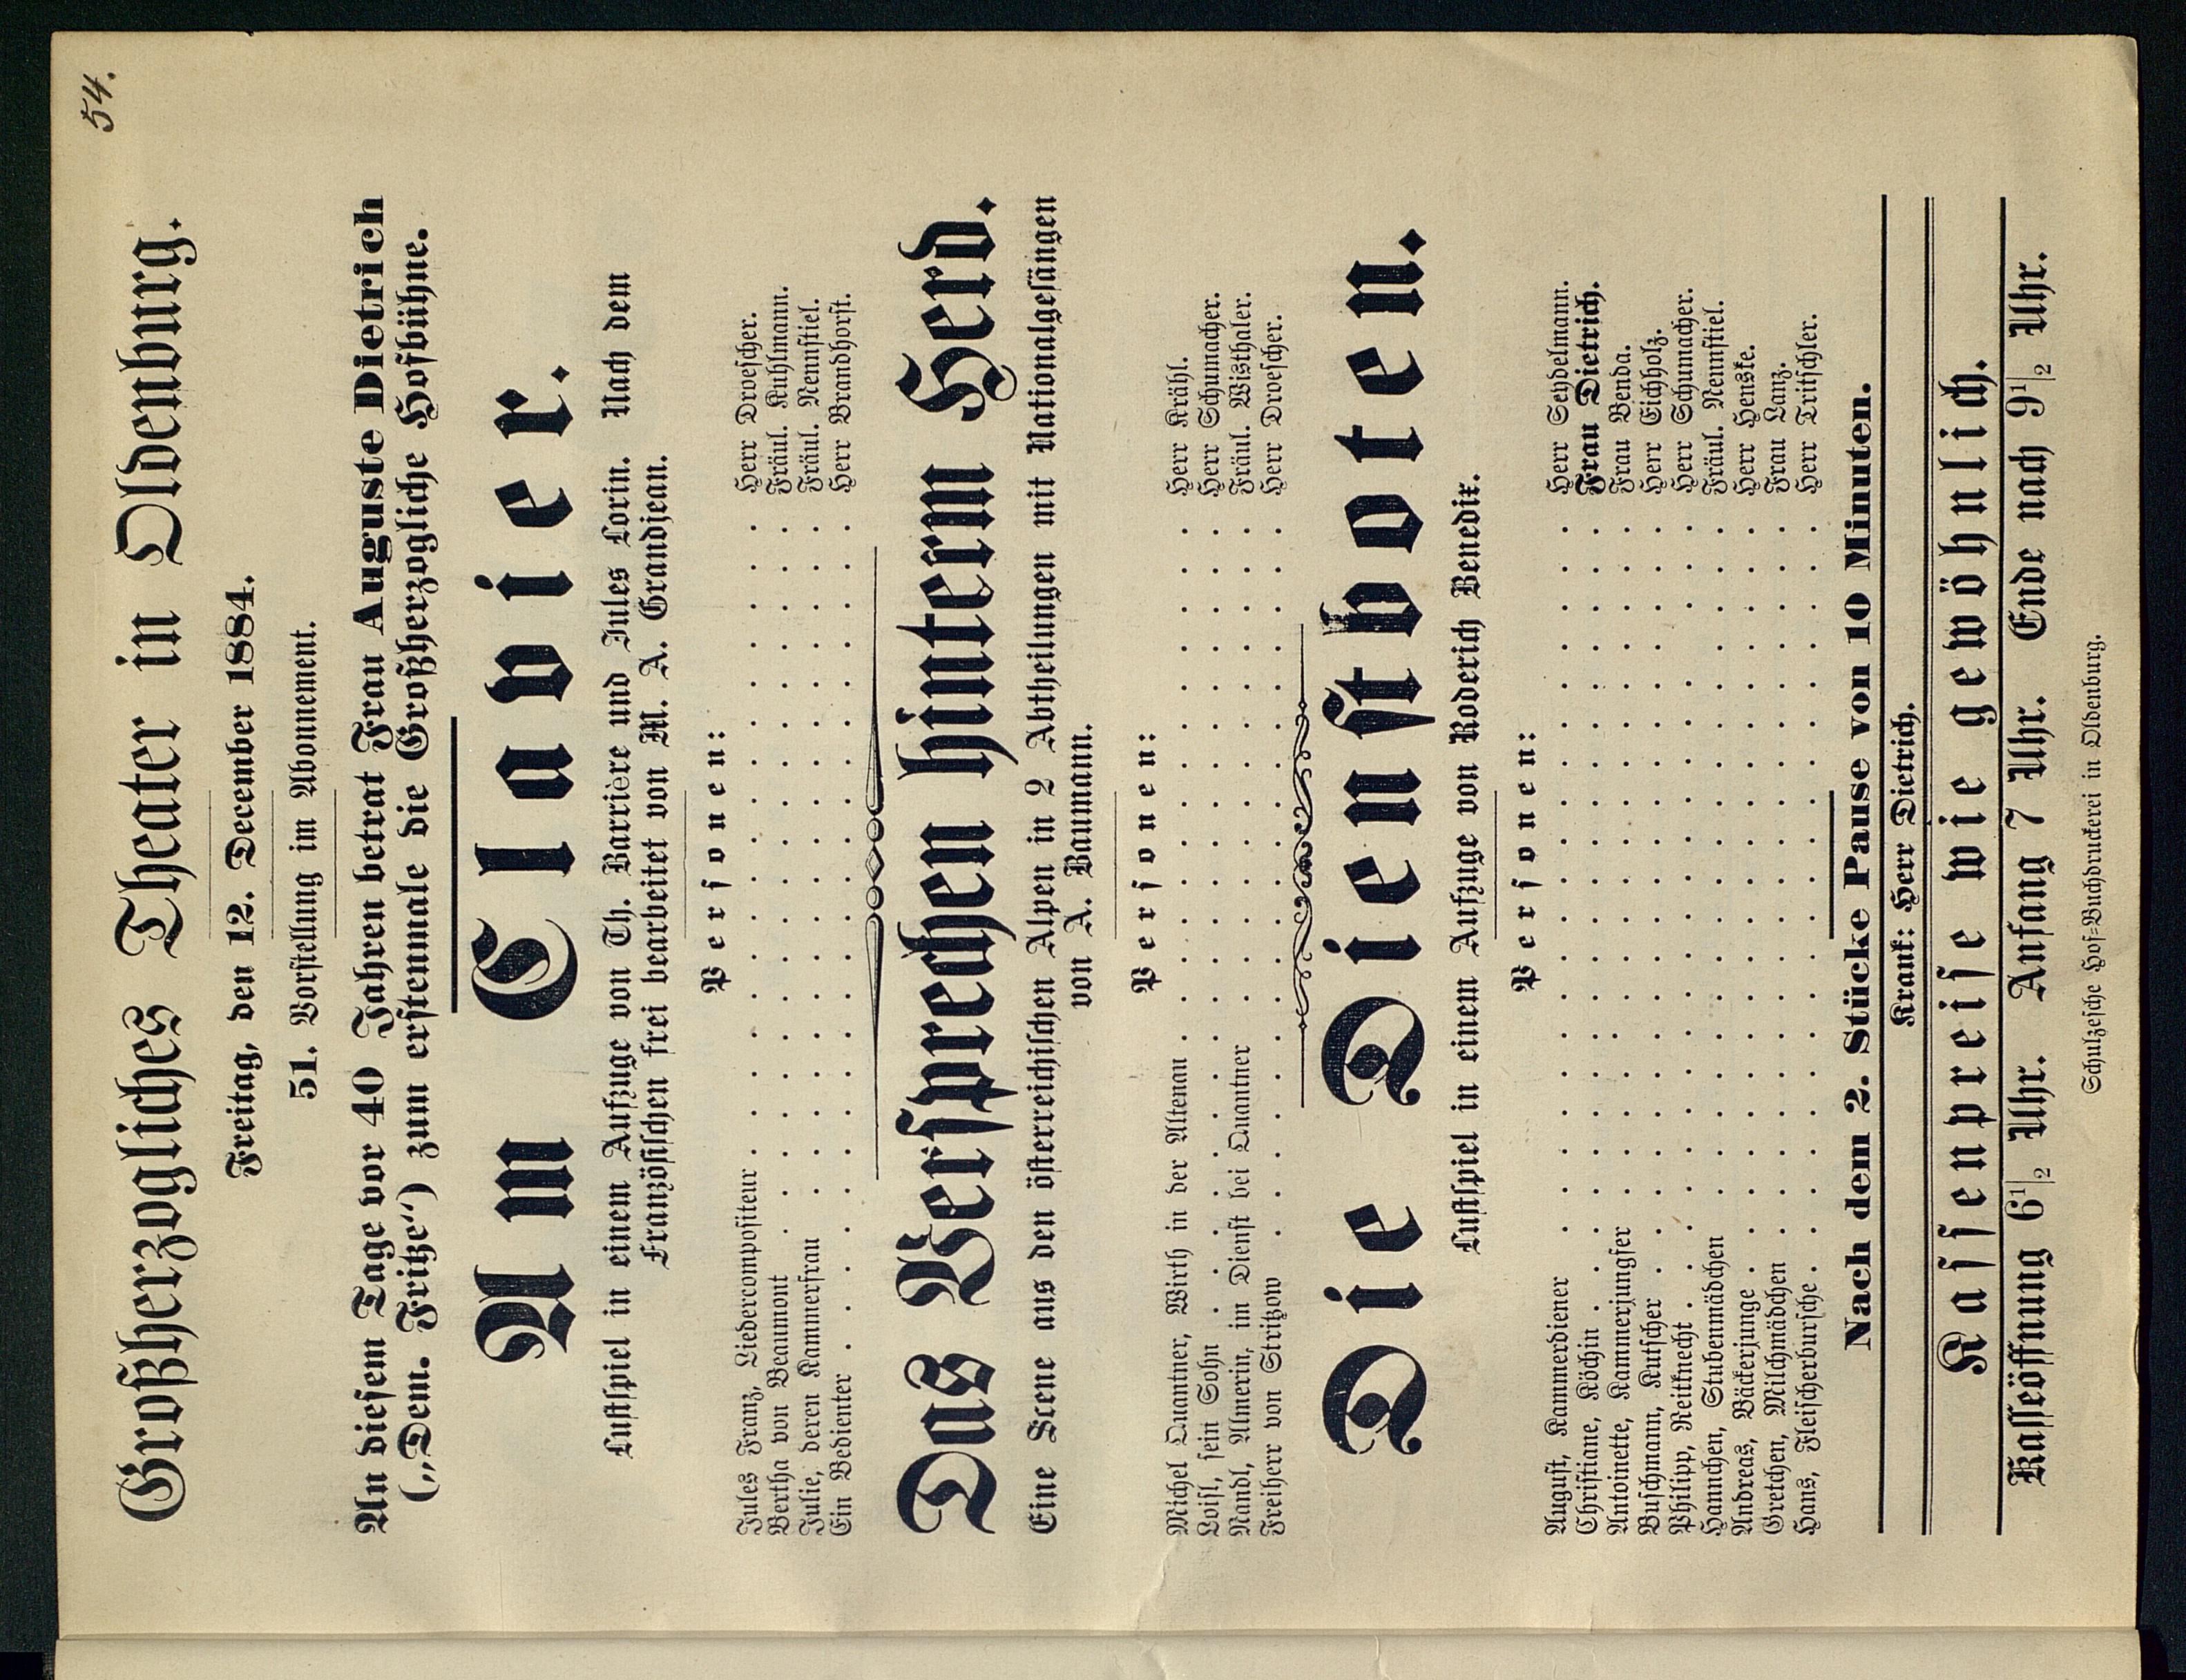 54.
Großherzogliches Theater in Oldenburg.
Freitag, den 12. December 1884.
51. Vorstellung im Abonnement.
An diesem Tage vor 40 Jahren betrat Frau Auguste Dietrich
(„Dem. Fritze“) zum erstenmale die Großherzogliche Hofbühne.
Am Clavier.
Lustspiel in einem Aufzuge von Th. Barrière und Jules Lorin. Nach dem
Französischen frei bearbeitet von M. A. Grandjean.
Personen:
Jules Franz, Liedercompositeur . . . . . . . . . . Herr Droescher.
Bertha von Beaumont . . . . . . . . . . Fräul. Kuhlmann.
Julie, deren Kammerfrau . . . . . . . . . . Fräul. Nennstiel.
Ein Bedienter . . . . . . . . . . Herr Brandhorst.
Das Versprechen hinterm Herd.
Eine Scene aus den österreichischen Alpen in 2 Abtheilungen mit Nationalgesängen
von A. Baumann.
Personen:
Michel Quantner, Wirth in der Altenau . . . . . . . . . . Herr Krähl.
Loisl, sein Sohn . . . . . . . . . . Herr Schumacher.
Nandl, Almerin, im Dienst bei Quantner . . . . . . . . . . Fräul. Wisthaler.
Freiherr von Stritzow . . . . . . . . . . Herr Droescher.
Die Dienstboten.
Lustspiel in einem Aufzuge von Roderich Benedix.
Personen:
August, Kammerdiener . . . . . . . . . . Herr Seydelmann.
Christiane, Köchin . . . . . . . . . . Frau Dietrich.
Antoinette, Kammerjungfer . . . . . . . . . . Frau Benda.
Buschmann, Kutscher . . . . . . . . . . Herr Eichholz.
Philipp, Reitknecht . . . . . . . . . . Herr Schumacher.
Hannchen, Stubenmädchen . . . . . . . . . . Fräul. Nennstiel.
Andreas, Bäckerjunge . . . . . . . . . . Herr Henske.
Gretchen, Milchmädchen . . . . . . . . . . Frau Lanz.
Hans, Fleischerbursche . . . . . . . . . . Herr Tritschler.
Nach dem 2. Stücke Pause von 10 Minuten.
Krank: Herr Dietrich.
Kassenpreise wie gewöhnlich.
Kasseöffnung 6½ Uhr. Anfang 7 Uhr. Ende nach 9½ Uhr.
Schulzesche Hof-Buchdruckerei in Oldenburg.